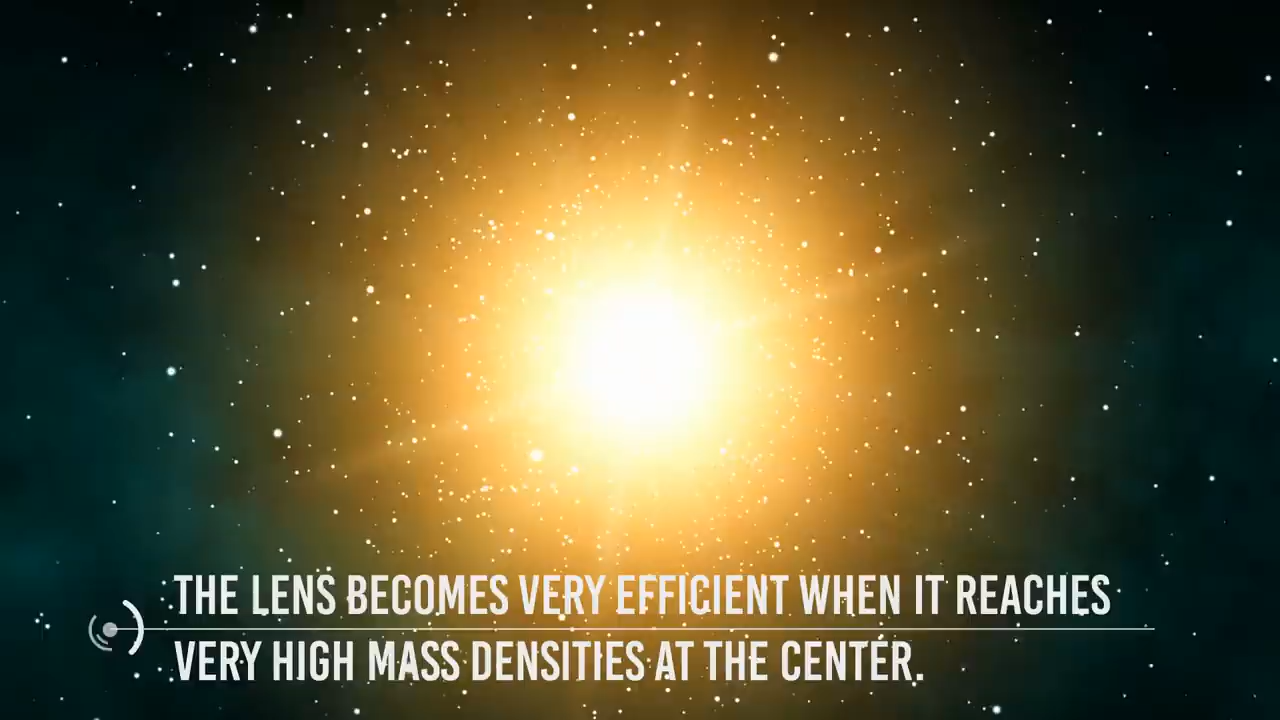 THE LENS BECOMES VERY EFFICIENT WHEN IT REACHES
VERY HIGH MASS DENSITIES AT THE CENTER.